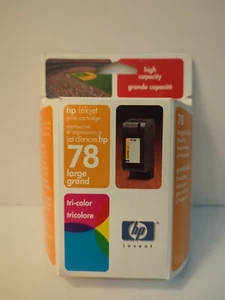 high
capacity
grande capacité
hp inkjet
print cartridge
cartouche
d'impression à
jet d'encre hp
78
large
grand
tri-color
tricolore
hp
invent